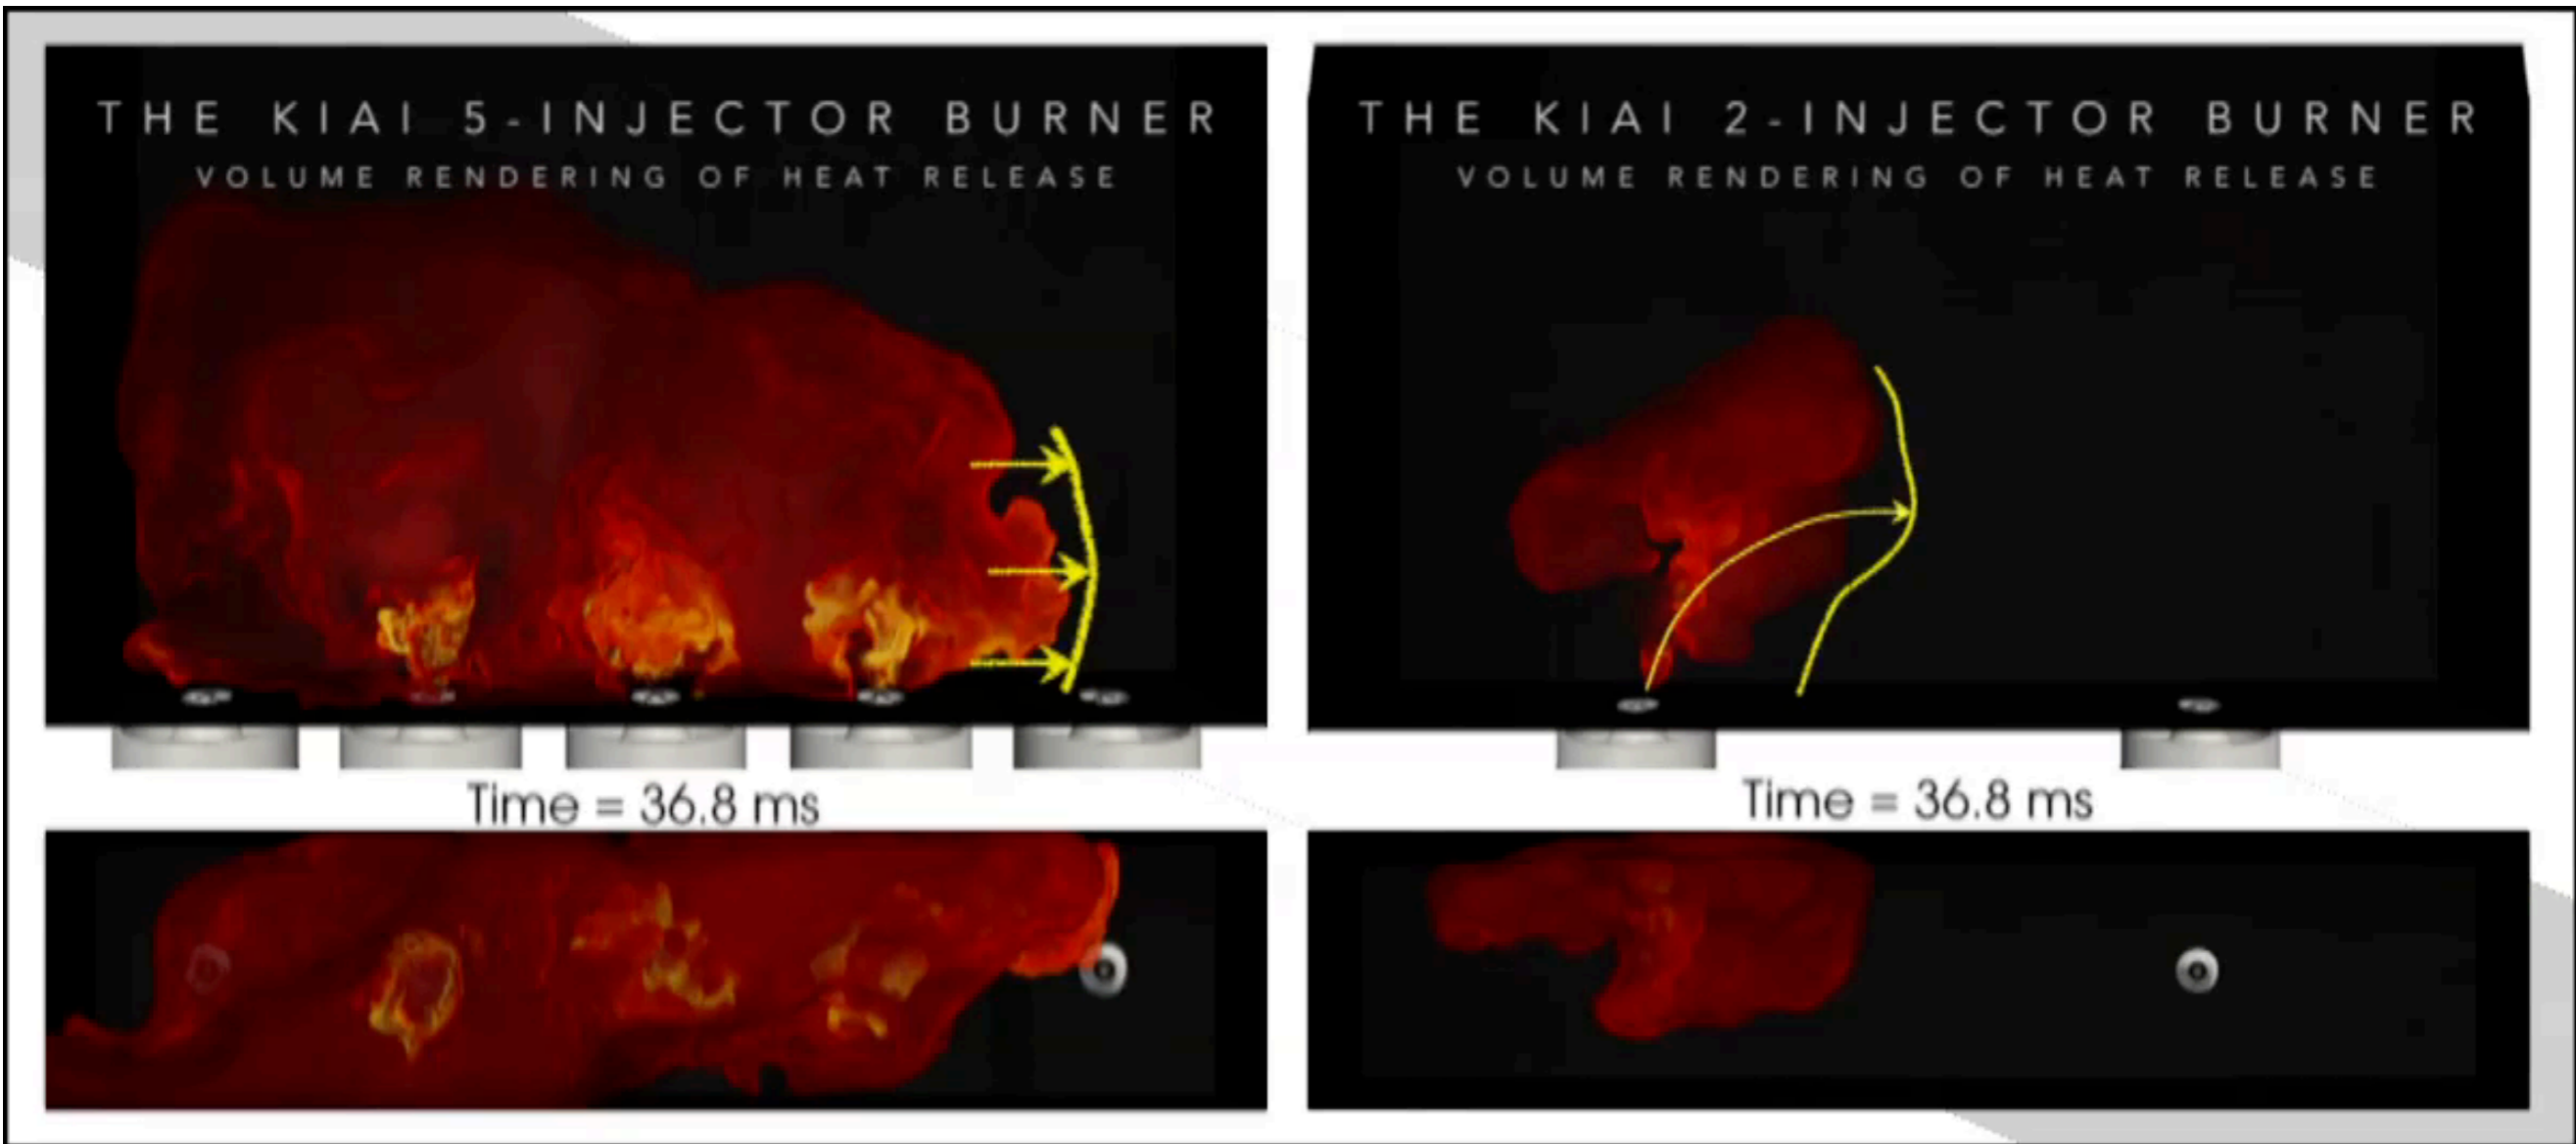 THE KIAI 5-INJECTOR BURNER
VOLUME RENDERING OF HEAT RELEASE
Time = 36.8 ms
THE KIAI 2-INJECTOR BURNER
VOLUME RENDERING OF HEAT RELEASE
Time = 36.8 ms